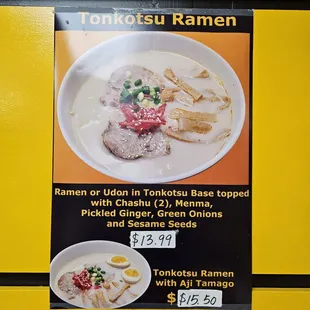 Tonkotsu Ramen
Ramen or Udon in Tonkotsu Base topped
with Chashu (2), Menma,
Pickled Ginger, Green Onions
and Sesame Seeds
$13.99
Tonkotsu Ramen
with Aji Tamago
$ $15.50